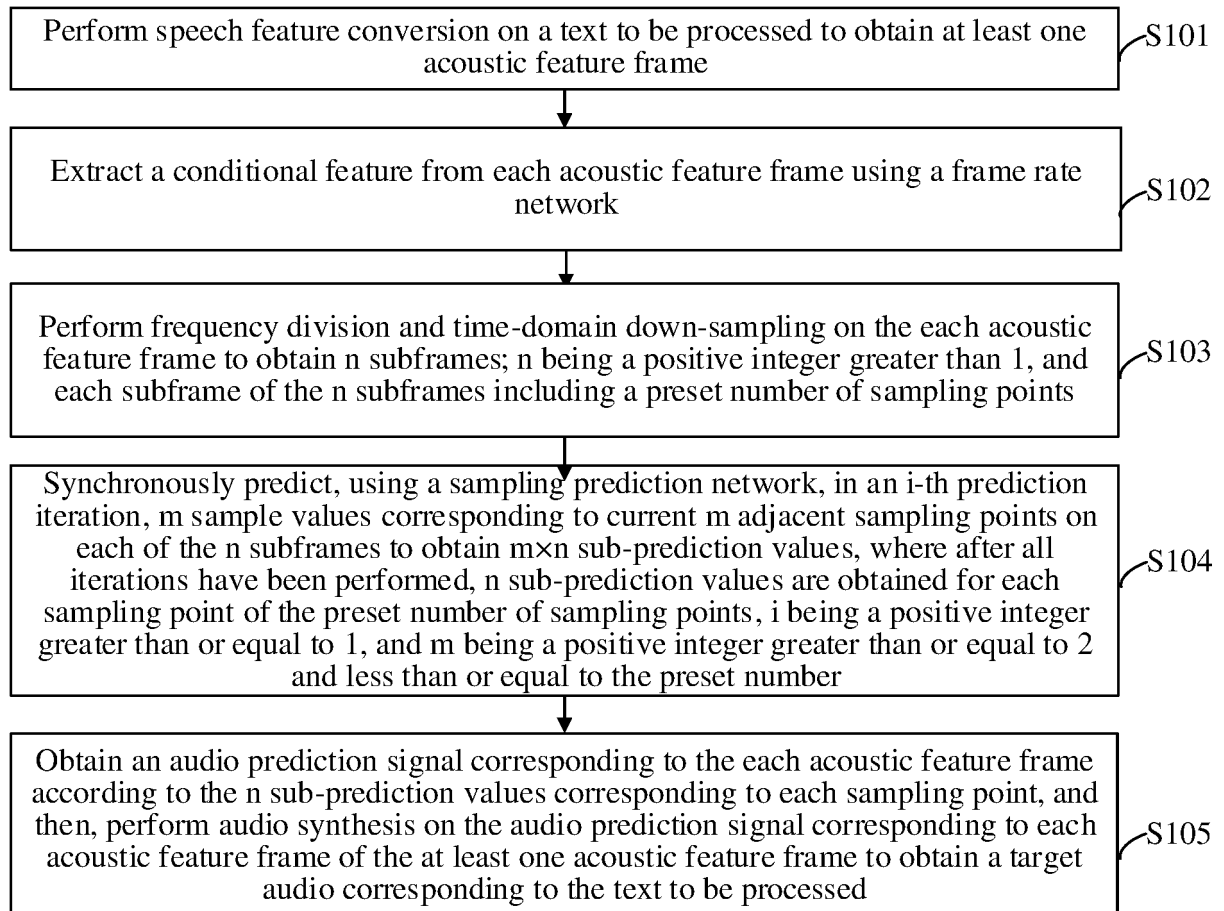 Perform speech feature conversion on a text to be processed to obtain at least one
acoustic feature frame
S101
Extract a conditional feature from each acoustic feature frame using a frame rate
network
S102
Perform frequency division and time-domain down-sampling on the each acoustic
feature frame to obtain n subframes; n being a positive integer greater than 1, and
each subframe of the n subframes including a preset number of sampling points
S103
Synchronously predict, using a sampling prediction network, in an i-th prediction
iteration, m sample values corresponding to current m adjacent sampling points on
each of the n subframes to obtain m×n sub-prediction values, where after all
iterations have been performed, n sub-prediction values are obtained for each
sampling point of the preset number of sampling points, i being a positive integer
greater than or equal to 1, and m being a positive integer greater than or equal to 2
and less than or equal to the preset number
S104
Obtain an audio prediction signal corresponding to the each acoustic feature frame
according to the n sub-prediction values corresponding to each sampling point, and
then, perform audio synthesis on the audio prediction signal corresponding to each
acoustic feature frame of the at least one acoustic feature frame to obtain a target
audio corresponding to the text to be processed
S105